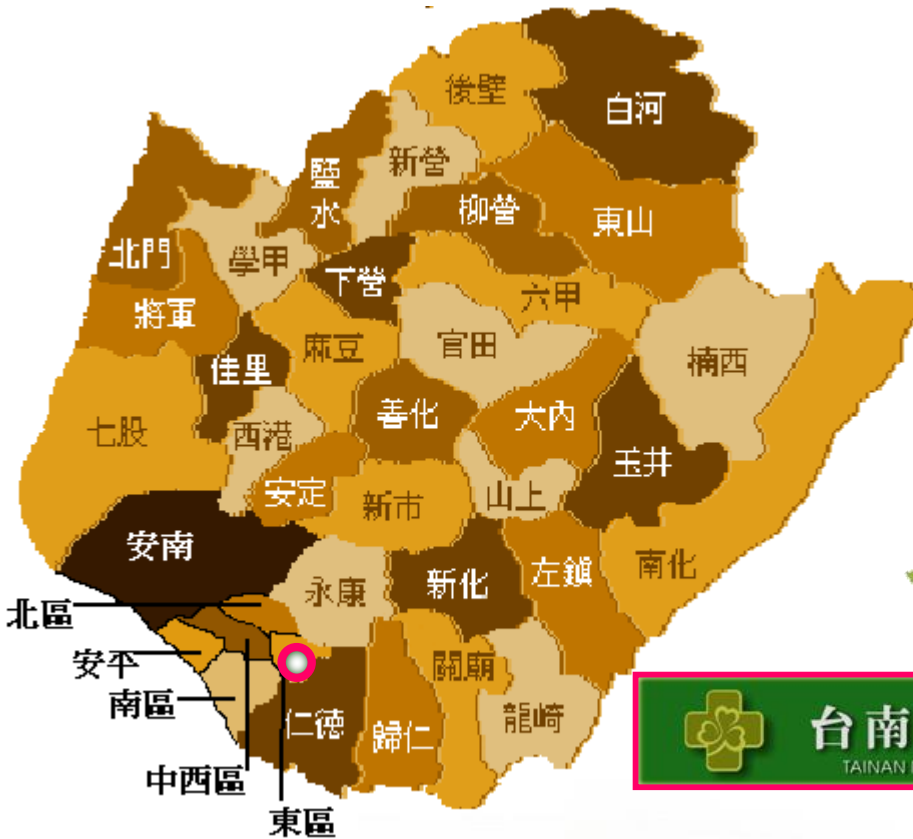 後壁
白河
新營
鹽水
柳營
東山
北門
學甲
下營
六甲
將軍
麻豆
官田
楠西
佳里
善化
大內
七股
西港
玉井
安定
新市
山上
安南
永康
新化
左鎮
南化
北區
安平
關廟
南區
仁德
歸仁
龍崎
中西區
東區
台南
TAINAN